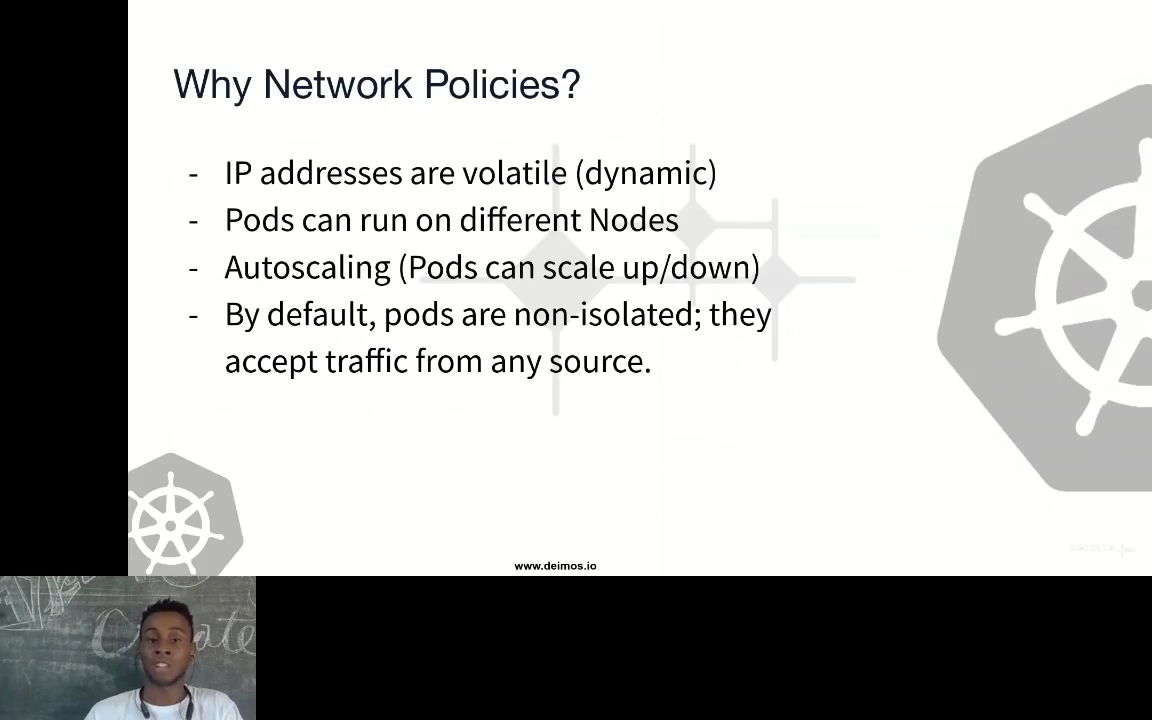 Why Network Policies?
- IP addresses are volatile (dynamic)
- Pods can run on different Nodes
- Autoscaling (Pods can scale up/down)
- By default, pods are non-isolated; they
accept traffic from any source.
www.deimos.io